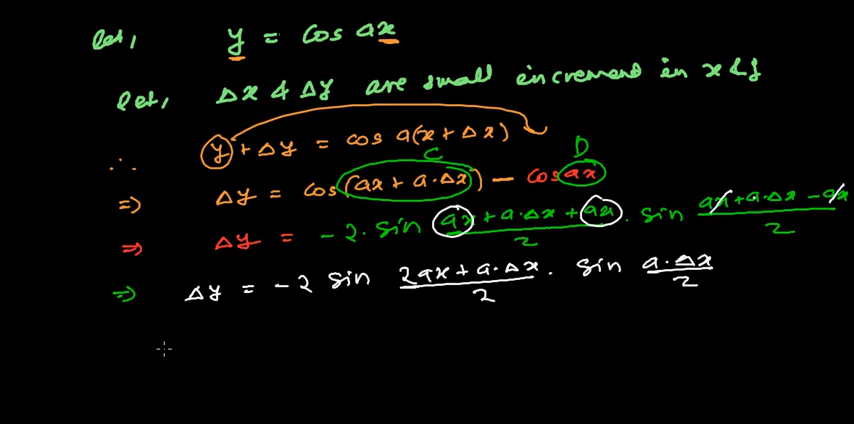 let, y = cos ax
let, Δx & Δy are small increment in x & y
∴ y + Δy = cos a(x + Δx)
C D
⇒ Δy = cos (ax + a·Δx) − cos ax
⇒ Δy = −2· sin (ax + a·Δx + ax)/2 · sin (ax + a·Δx − ax)/2
⇒ Δy = −2 sin (2ax + a·Δx)/2 · sin (a·Δx)/2